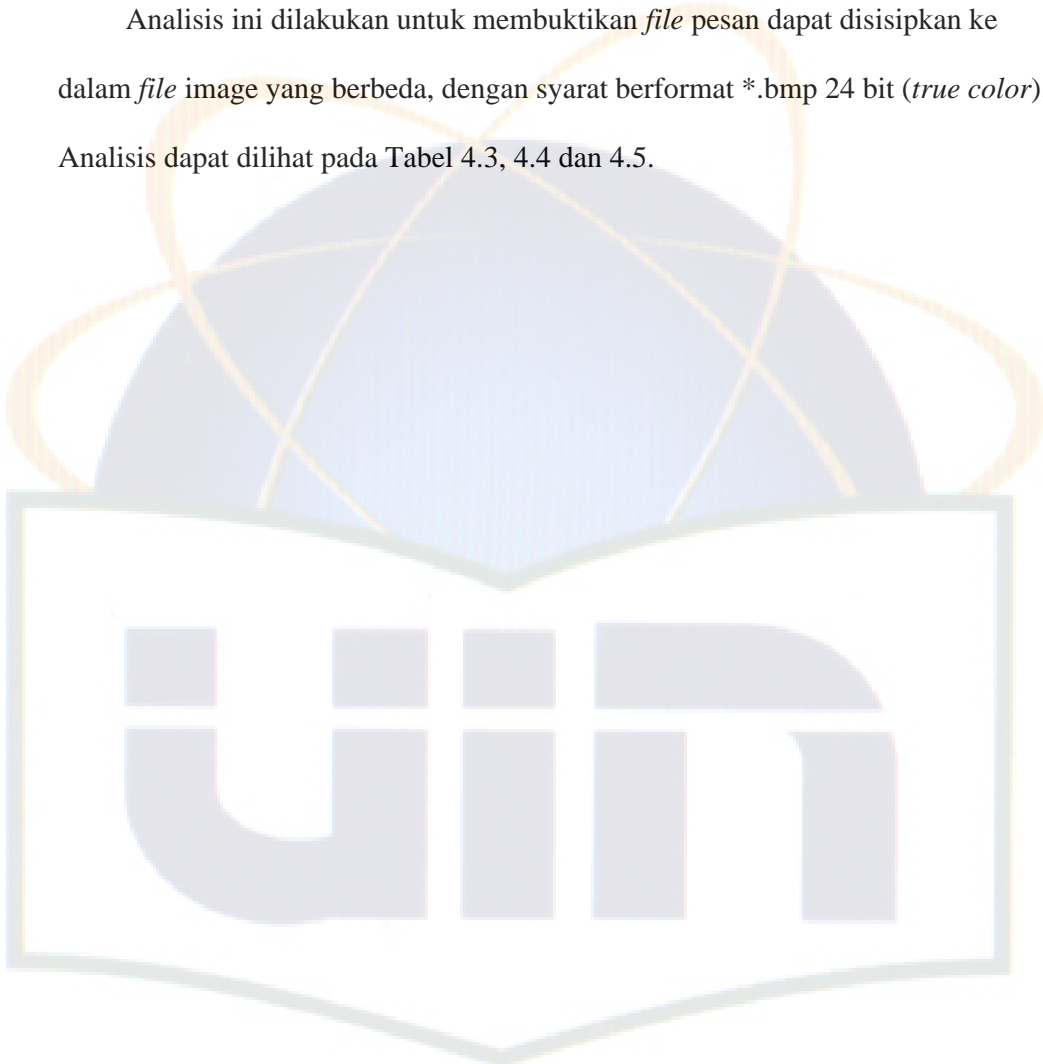 Analisis ini dilakukan untuk membuktikan file pesan dapat disisipkan ke
dalam file image yang berbeda, dengan syarat berformat *.bmp 24 bit (true color)
Analisis dapat dilihat pada Tabel 4.3, 4.4 dan 4.5.
uin